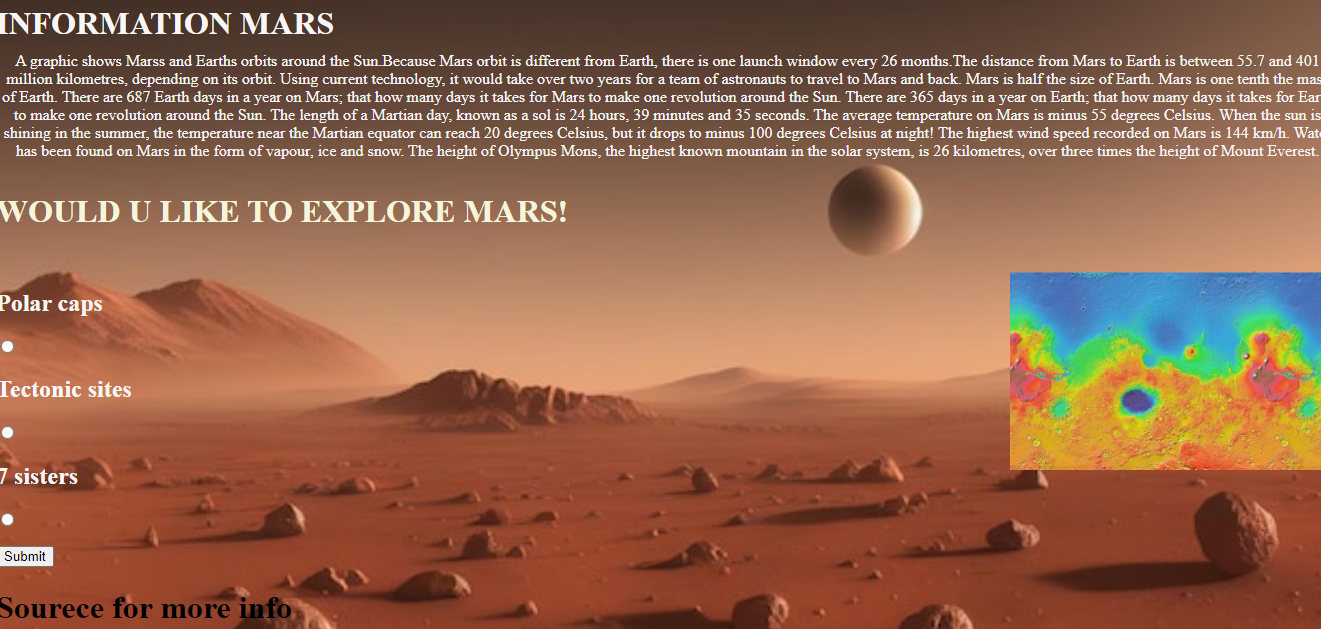 INFORMATION MARS
A graphic shows Marss and Earths orbits around the Sun.Because Mars orbit is different from Earth, there is one launch window every 26 months.The distance from Mars to Earth is between 55.7 and 401
million kilometres, depending on its orbit. Using current technology, it would take over two years for a team of astronauts to travel to Mars and back. Mars is half the size of Earth. Mars is one tenth the mas
of Earth. There are 687 Earth days in a year on Mars; that how many days it takes for Mars to make one revolution around the Sun. There are 365 days in a year on Earth; that how many days it takes for Ear
to make one revolution around the Sun. The length of a Martian day, known as a sol is 24 hours, 39 minutes and 35 seconds. The average temperature on Mars is minus 55 degrees Celsius. When the sun is
shining in the summer, the temperature near the Martian equator can reach 20 degrees Celsius, but it drops to minus 100 degrees Celsius at night! The highest wind speed recorded on Mars is 144 km/h. Wate
has been found on Mars in the form of vapour, ice and snow. The height of Olympus Mons, the highest known mountain in the solar system, is 26 kilometres, over three times the height of Mount Everest.
WOULD U LIKE TO EXPLORE MARS!
Polar caps
Tectonic sites
7 sisters
Submit
Sourece for more info